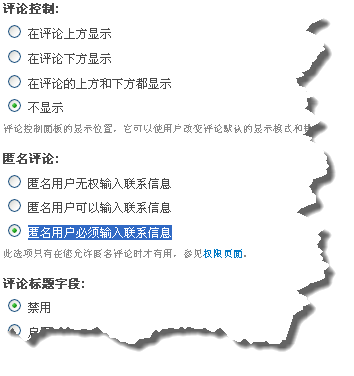 评论控制:
在评论上方显示
在评论下方显示
在评论的上方和下方都显示
不显示
评论控制面板的显示位置，它可以使用户改变评论默认的显示模式和
匿名评论:
匿名用户无权输入联系信息
匿名用户可以输入联系信息
匿名用户必须输入联系信息
此选项只有在您允许匿名评论时才有用，参见权限页面。
评论标题字段:
禁用